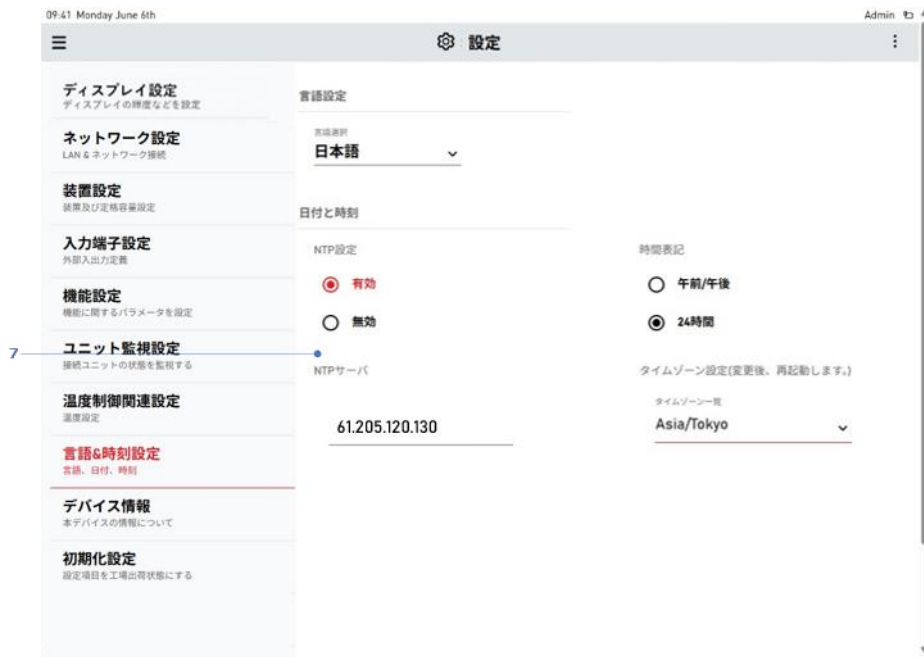 09:41 Monday June 6th
Admin
設定
ディスプレイ設定
ディスプレイの輝度などを設定
ネットワーク設定
LAN & ネットワーク接続
装置設定
装置及び定格容量設定
入力端子設定
外部入出力定義
機能設定
機能に関するパラメータを設定
ユニット監視設定
接続ユニットの状態を監視する
7
温度制御関連設定
温度設定
言語&時刻設定
言語、日付、時刻
デバイス情報
本デバイスの情報について
初期化設定
設定項目を工場出荷状態にする
言語設定
言語選択
日本語
日付と時刻
NTP設定
有効
無効
時間表記
午前/午後
24時間
NTPサーバ
61.205.120.130
タイムゾーン設定(変更後、再起動します。)
タイムゾーン一覧
Asia/Tokyo